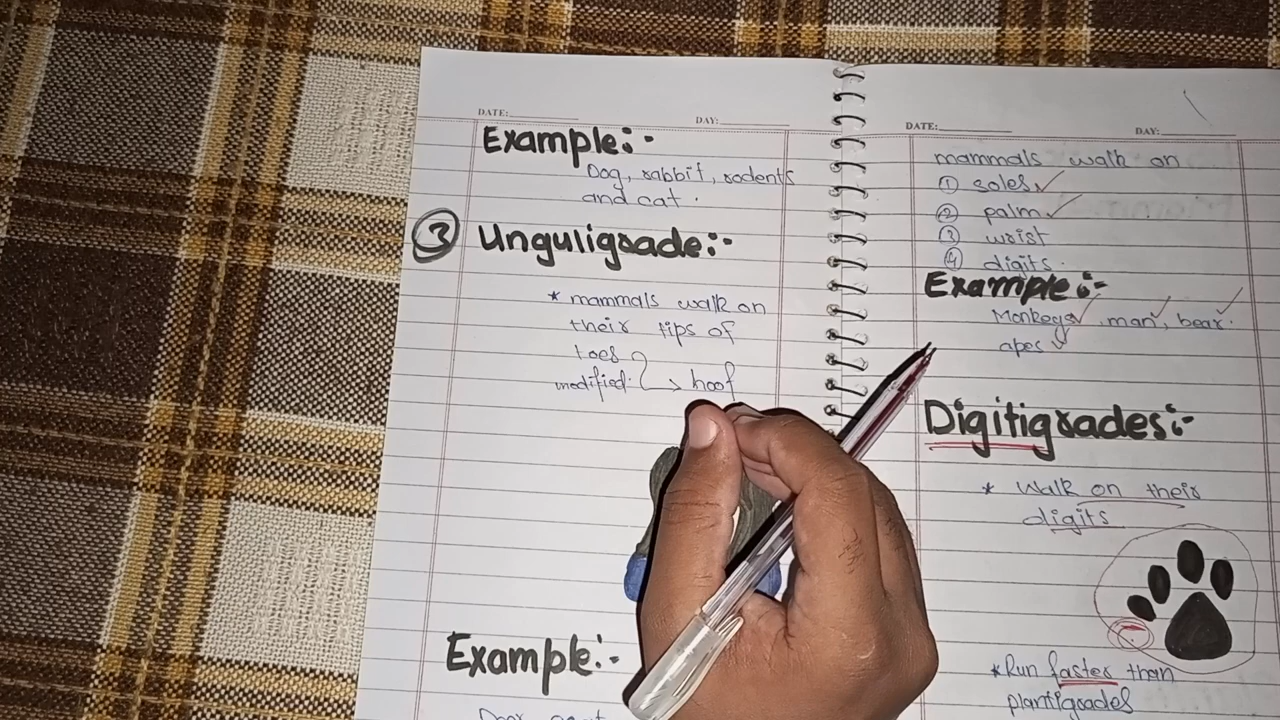 DATE:
DAY:
Example:-
Dog, rabbit, rodents
and cat.
③ Unguligrade:-
* mammals walk on
their tips of
toes
modified: → hoof
Example:-
DATE:
DAY:
mammals walk on
① soles ✓
② palm ✓
③ wrist
④ digits.
Example:-
Monkeys ✓, man ✓, bear ✓.
apes ✓
Digitigrades:-
* Walk on their
digits
*Run faster than
plantigrades